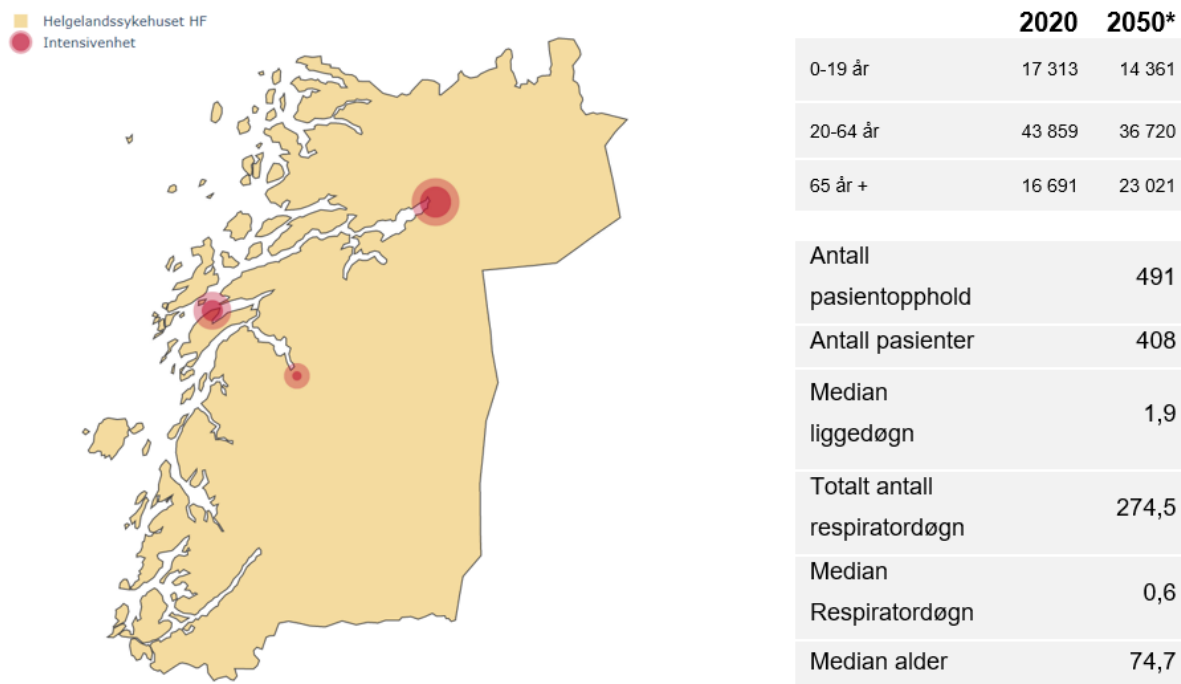 Helgelandssykehuset HF
Intensivenhet
2020 2050*
0-19 år 17 313 14 361
20-64 år 43 859 36 720
65 år + 16 691 23 021
Antall
pasientopphold 491
Antall pasienter 408
Median
liggedøgn 1,9
Totalt antall
respiratordøgn 274,5
Median
Respiratordøgn 0,6
Median alder 74,7